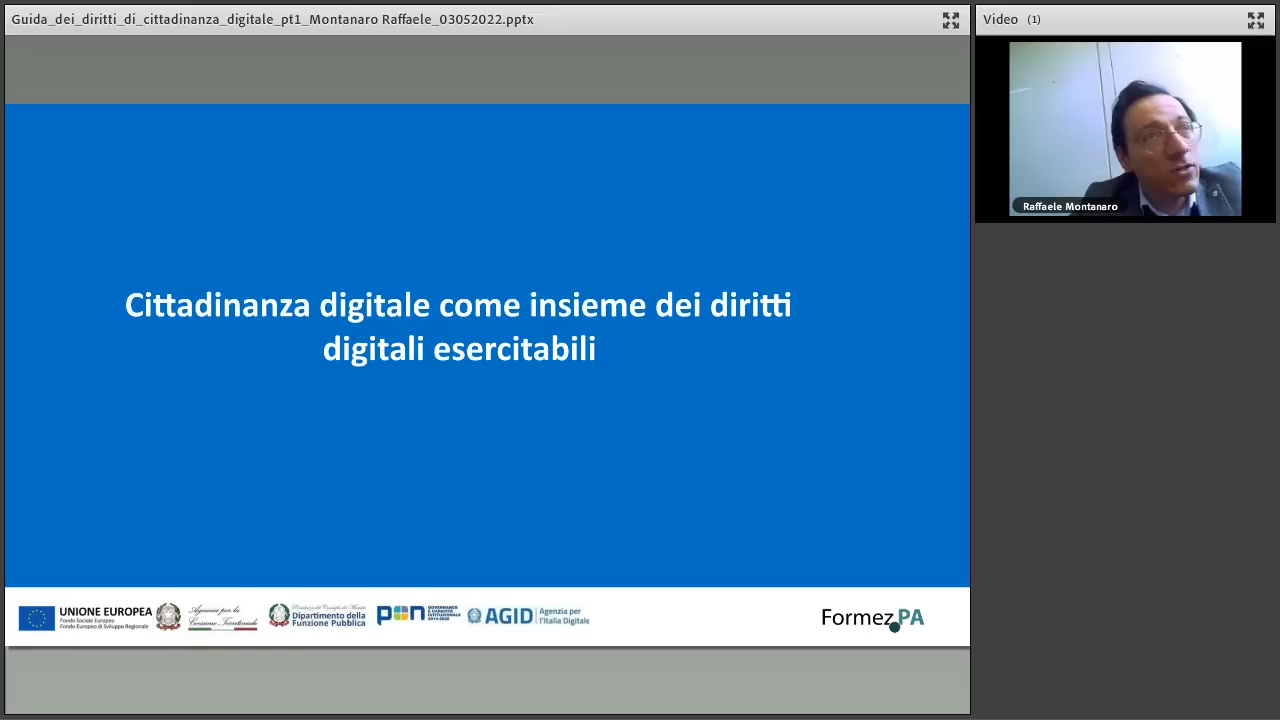 Guida_dei_diritti_di_cittadinanza_digitale_pt1_Montanaro Raffaele_03052022.pptx
Video (1)
Raffaele Montanaro
Cittadinanza digitale come insieme dei diritti
digitali esercitabili
UNIONE EUROPEA
Fondo Sociale Europeo
Fondo Europeo di Sviluppo Regionale
Agenzia per la
Coesione Territoriale
Presidenza del Consiglio dei Ministri
Dipartimento della
Funzione Pubblica
pon
GOVERNANCE
E CAPACITÀ
ISTITUZIONALE
2014-2020
AGID
Agenzia per
l'Italia Digitale
Formez PA